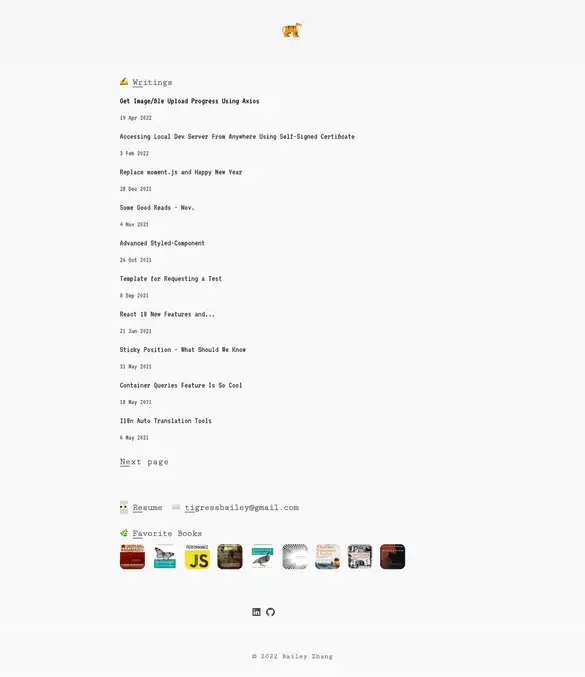 Writings
Get Image/file Upload Progress Using Axios
19 Apr 2022
Accessing Local Dev Server From Anywhere Using Self-Signed Certificate
3 Feb 2022
Replace moment.js and Happy New Year
28 Dec 2021
Some Good Reads - Nov.
4 Nov 2021
Advanced Styled-Component
26 Oct 2021
Template for Requesting a Test
8 Sep 2021
React 18 New Features and...
21 Jun 2021
Sticky Position - What Should We Know
31 May 2021
Container Queries Feature Is So Cool
18 May 2021
I18n Auto Translation Tools
6 May 2021
Next page
Resume tigressbailey@gmail.com
Favorite Books
PERFORMANCE
JS
© 2022 Bailey Zhang